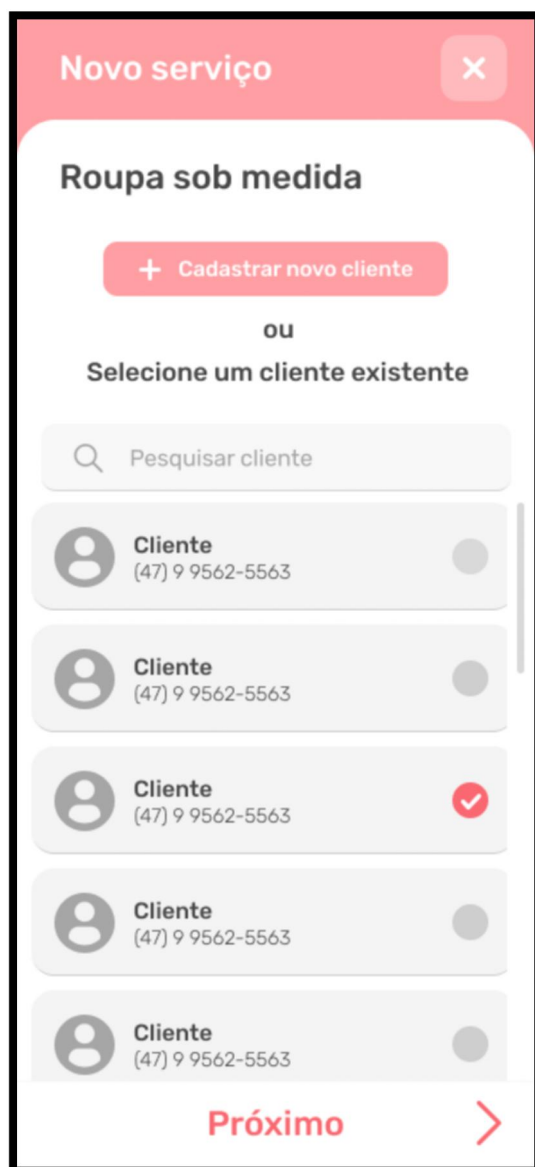 Novo serviço
Roupa sob medida
+ Cadastrar novo cliente
ou
Selecione um cliente existente
Pesquisar cliente
Cliente
(47) 9 9562-5563
Cliente
(47) 9 9562-5563
Cliente
(47) 9 9562-5563
Cliente
(47) 9 9562-5563
Cliente
(47) 9 9562-5563
Próximo